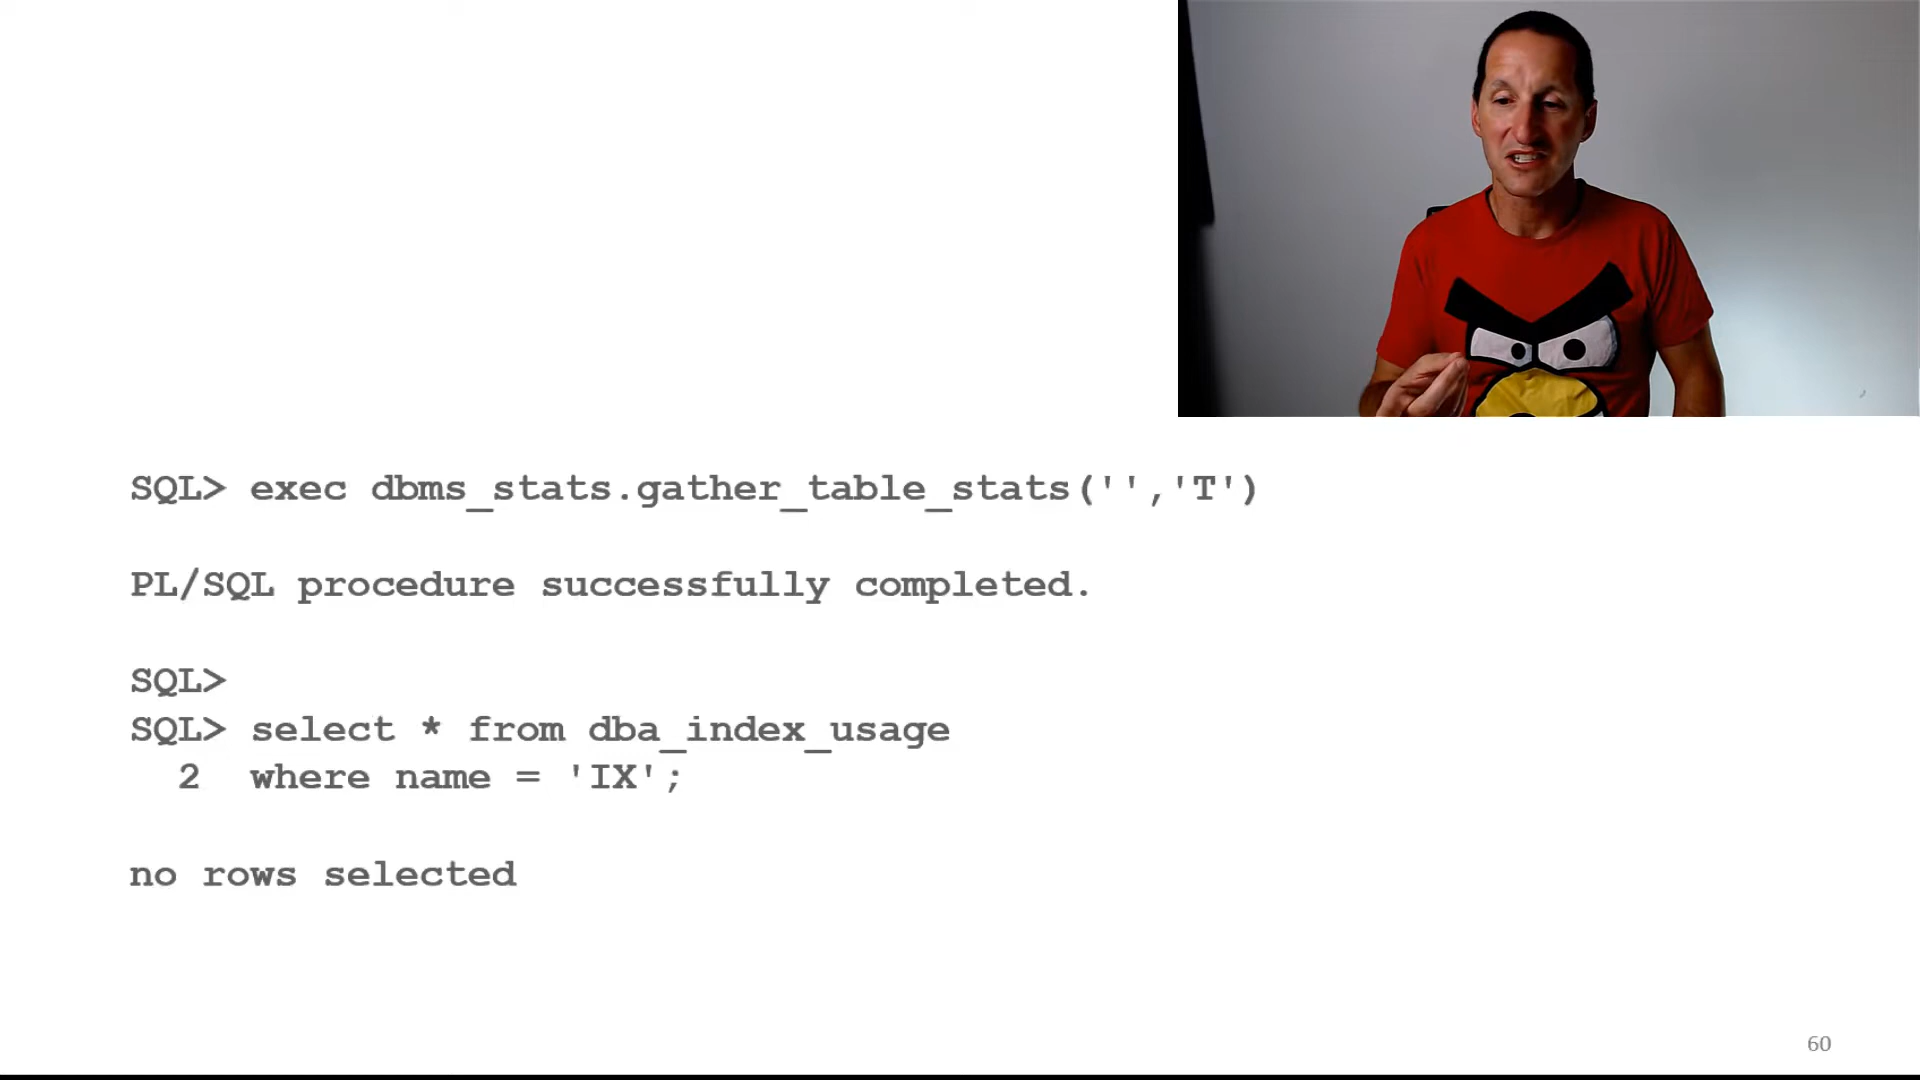 SQL> exec dbms_stats.gather_table_stats('','T')
PL/SQL procedure successfully completed.
SQL>
SQL> select * from dba_index_usage
2 where name = 'IX';
no rows selected
60